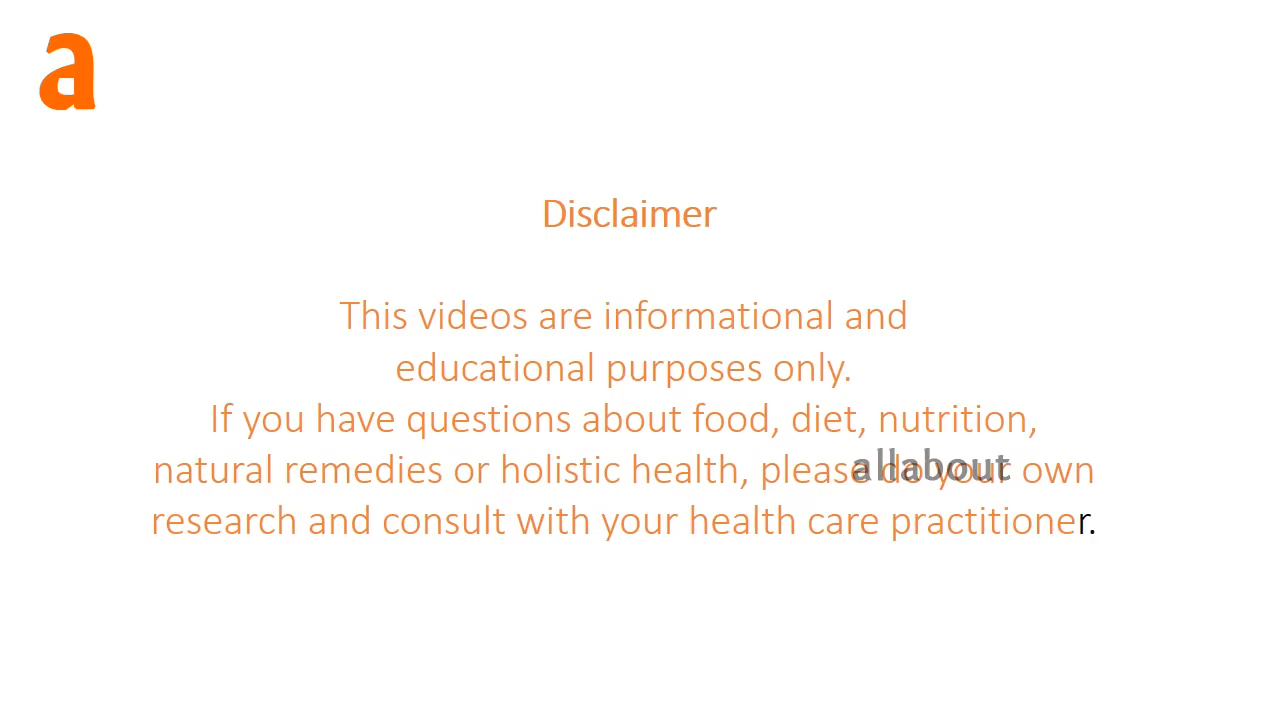 a
Disclaimer
This videos are informational and
educational purposes only.
If you have questions about food, diet, nutrition,
natural remedies or holistic health, please do your own
allabout
research and consult with your health care practitioner.